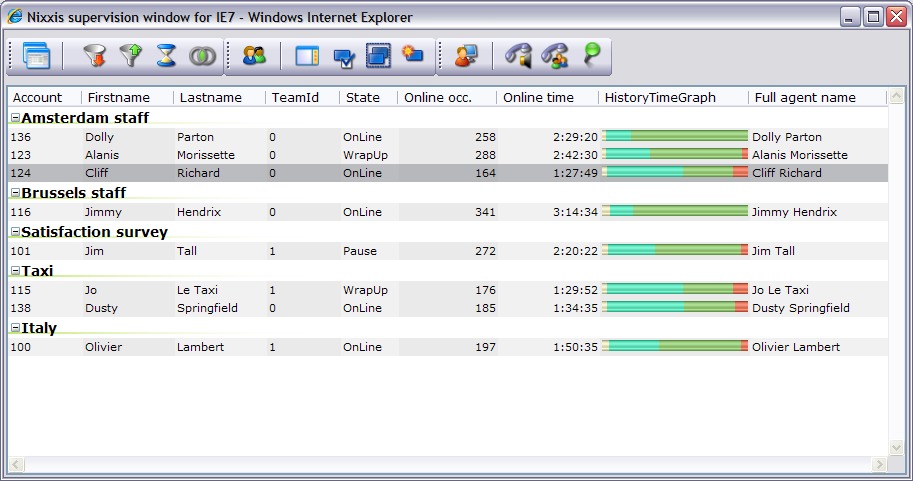 Nixxis supervision window for IE7 - Windows Internet Explorer
Account Firstname Lastname TeamId State Online occ. Online time HistoryTimeGraph Full agent name
Amsterdam staff
136 Dolly Parton 0 OnLine 258 2:29:20 Dolly Parton
123 Alanis Morissette 0 WrapUp 288 2:42:30 Alanis Morissette
124 Cliff Richard 0 OnLine 164 1:27:49 Cliff Richard
Brussels staff
116 Jimmy Hendrix 0 OnLine 341 3:14:34 Jimmy Hendrix
Satisfaction survey
101 Jim Tall 1 Pause 272 2:20:22 Jim Tall
Taxi
115 Jo Le Taxi 1 WrapUp 176 1:29:52 Jo Le Taxi
138 Dusty Springfield 0 OnLine 185 1:34:35 Dusty Springfield
Italy
100 Olivier Lambert 1 OnLine 197 1:50:35 Olivier Lambert